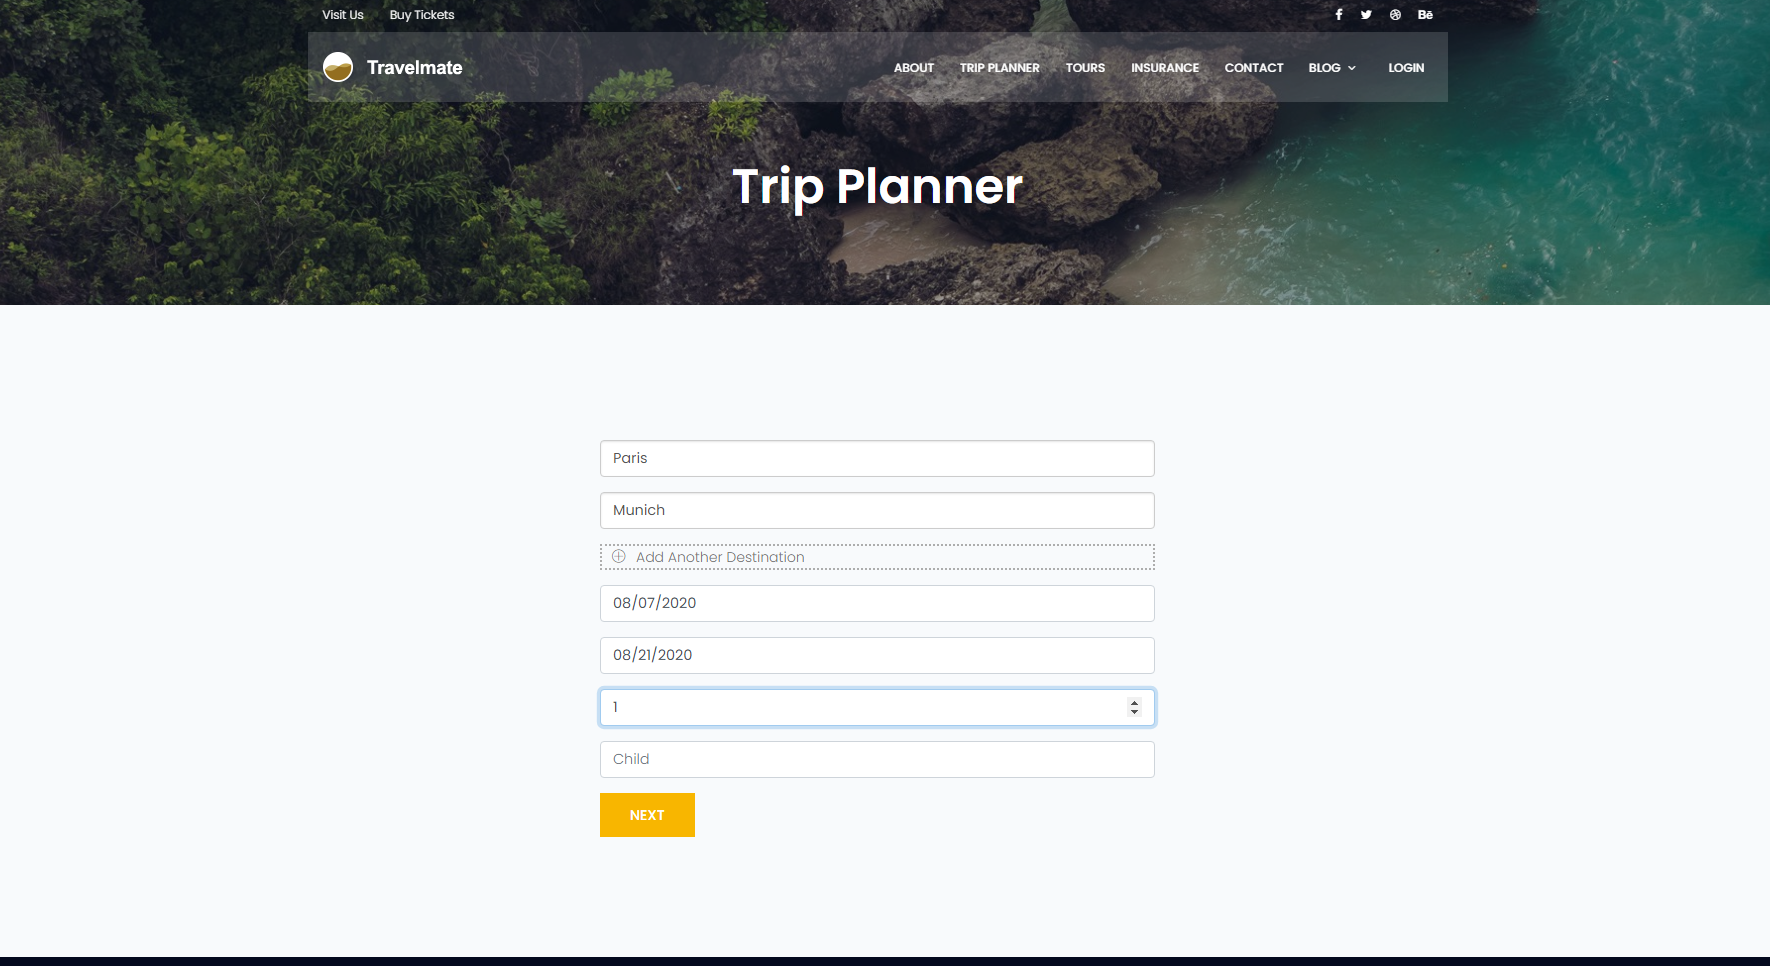 Visit Us Buy Tickets
Travelmate ABOUT TRIP PLANNER TOURS INSURANCE CONTACT BLOG LOGIN
Trip Planner
Paris
Munich
Add Another Destination
08/07/2020
08/21/2020
1
Child
NEXT